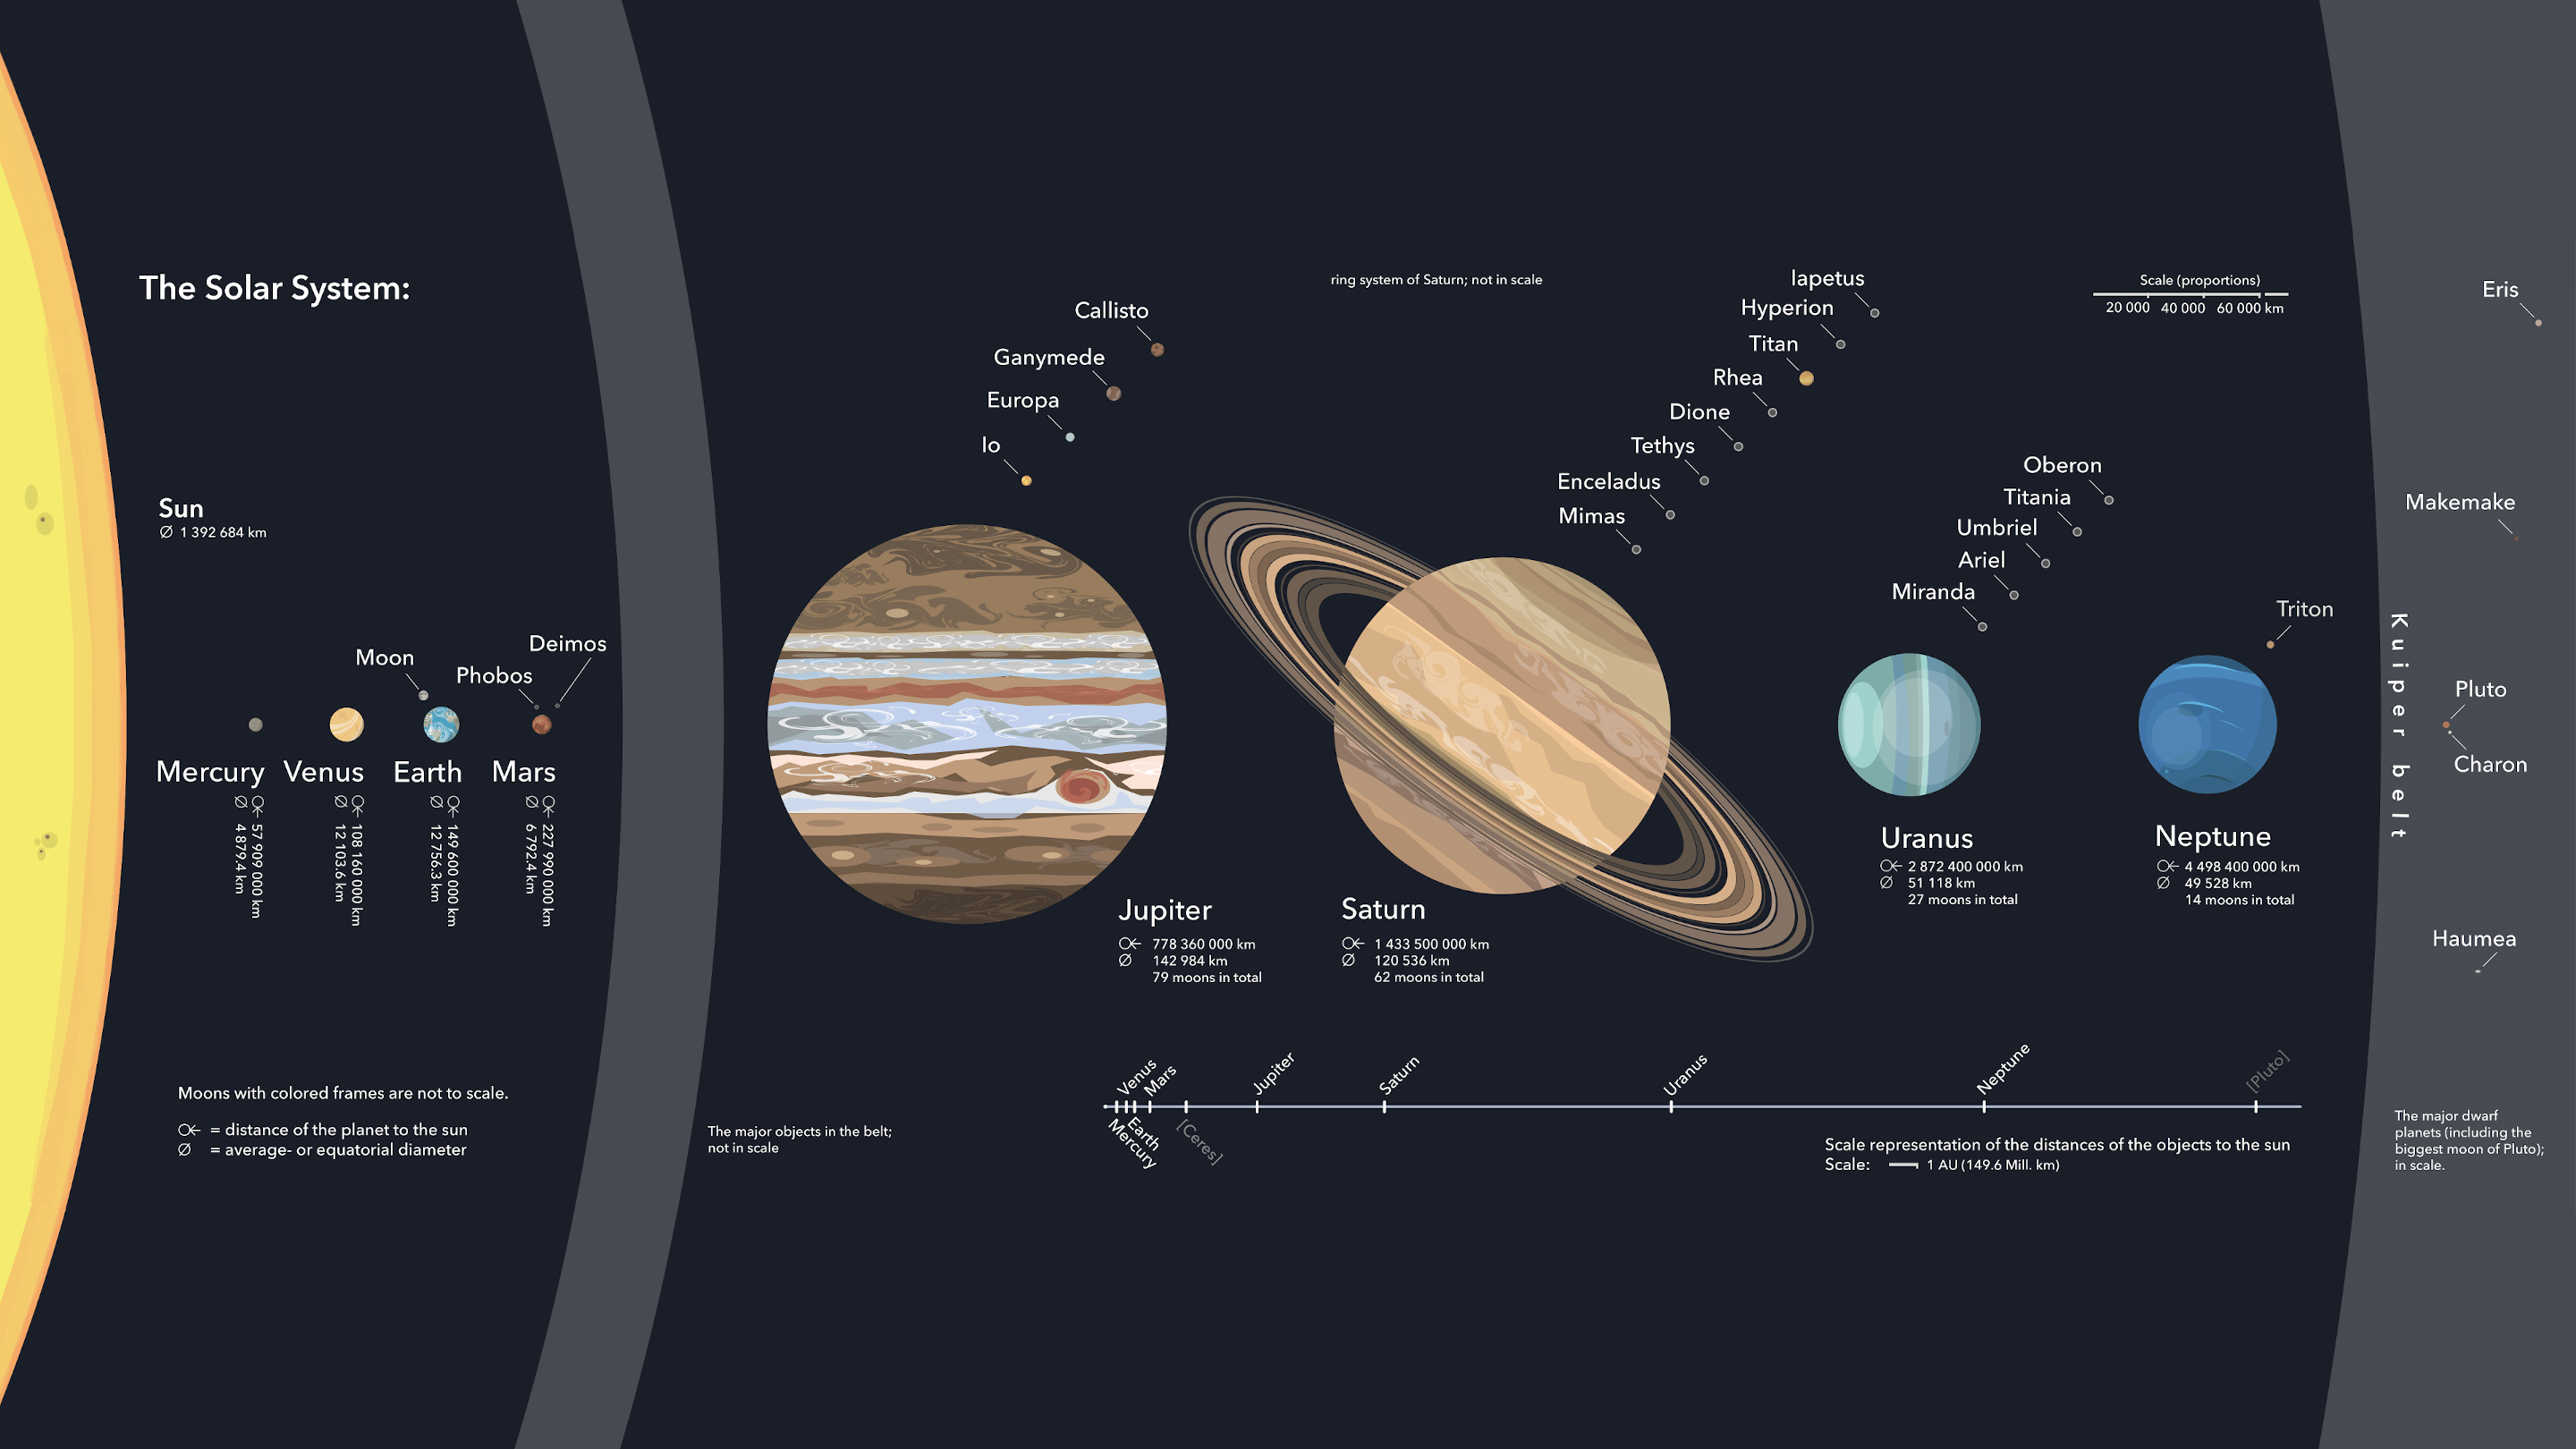 The Solar System:
Sun
Ø 1 392 684 km
Moon
Phobos
Deimos
Mercury
57 909 000 km
Ø 4 879.4 km
Venus
108 160 000 km
Ø 12 103.6 km
Earth
149 600 000 km
Ø 12 756.3 km
Mars
227 990 000 km
Ø 6 792.4 km
Moons with colored frames are not to scale.
= distance of the planet to the sun
Ø = average- or equatorial diameter
Callisto
Ganymede
Europa
Io
Jupiter
778 360 000 km
Ø 142 984 km
79 moons in total
ring system of Saturn; not in scale
Iapetus
Hyperion
Titan
Rhea
Dione
Tethys
Enceladus
Mimas
Saturn
1 433 500 000 km
Ø 120 536 km
62 moons in total
Scale (proportions)
20 000 40 000 60 000 km
Oberon
Titania
Umbriel
Ariel
Miranda
Uranus
2 872 400 000 km
Ø 51 118 km
27 moons in total
Triton
Neptune
4 498 400 000 km
Ø 49 528 km
14 moons in total
Kuiper belt
Eris
Makemake
Pluto
Charon
Haumea
The major dwarf
planets (including the
biggest moon of Pluto);
in scale.
The major objects in the belt;
not in scale
Mercury
Venus
Earth
Mars
[Ceres]
Jupiter
Saturn
Uranus
Neptune
[Pluto]
Scale representation of the distances of the objects to the sun
Scale: 1 AU (149.6 Mill. km)